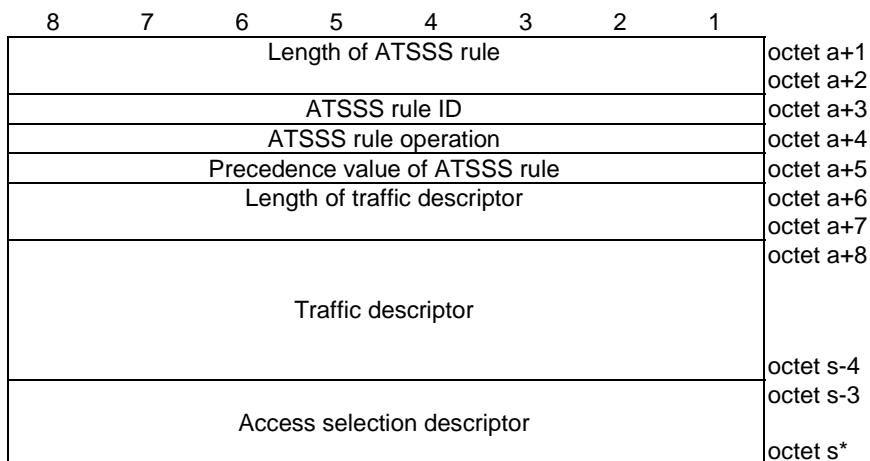 8 7 6 5 4 3 2 1
Length of ATSSS rule octet a+1
octet a+2
ATSSS rule ID octet a+3
ATSSS rule operation octet a+4
Precedence value of ATSSS rule octet a+5
Length of traffic descriptor octet a+6
octet a+7
octet a+8
Traffic descriptor
octet s-4
octet s-3
Access selection descriptor
octet s*